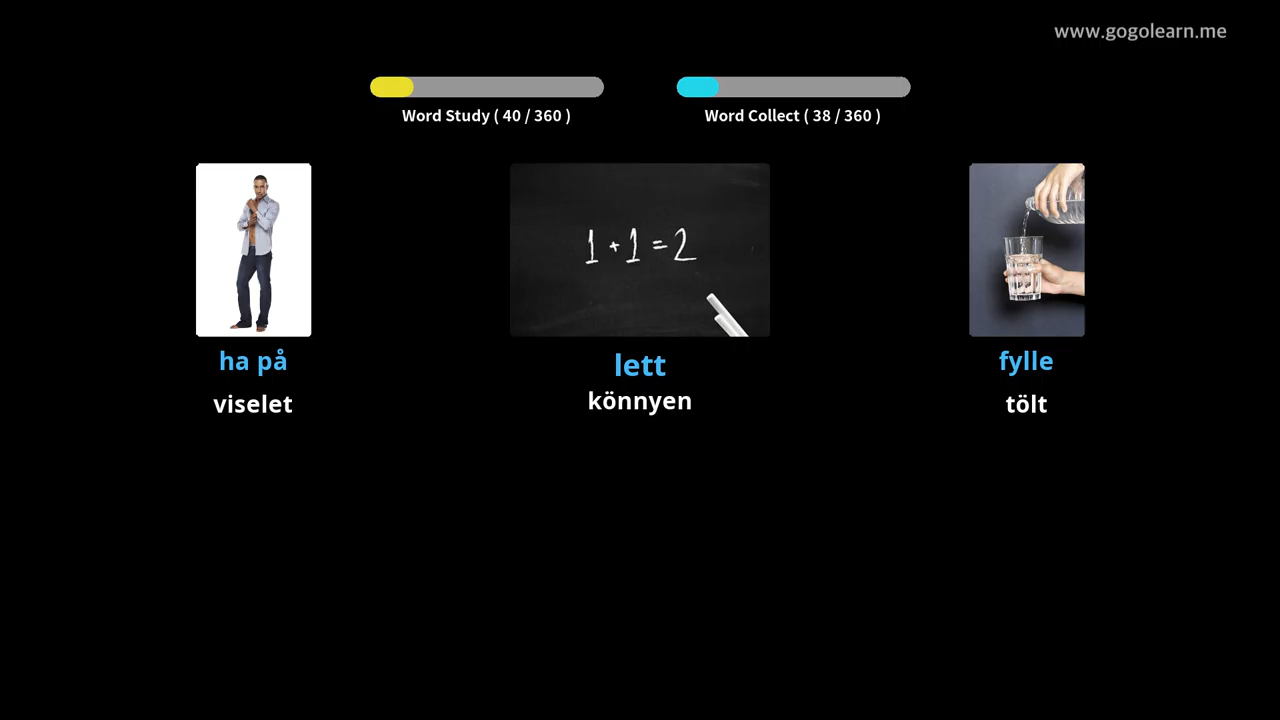 www.gogolearn.me
Word Study ( 40 / 360 )
Word Collect ( 38 / 360 )
1 + 1 = 2
ha på
lett
fylle
viselet
könnyen
tölt